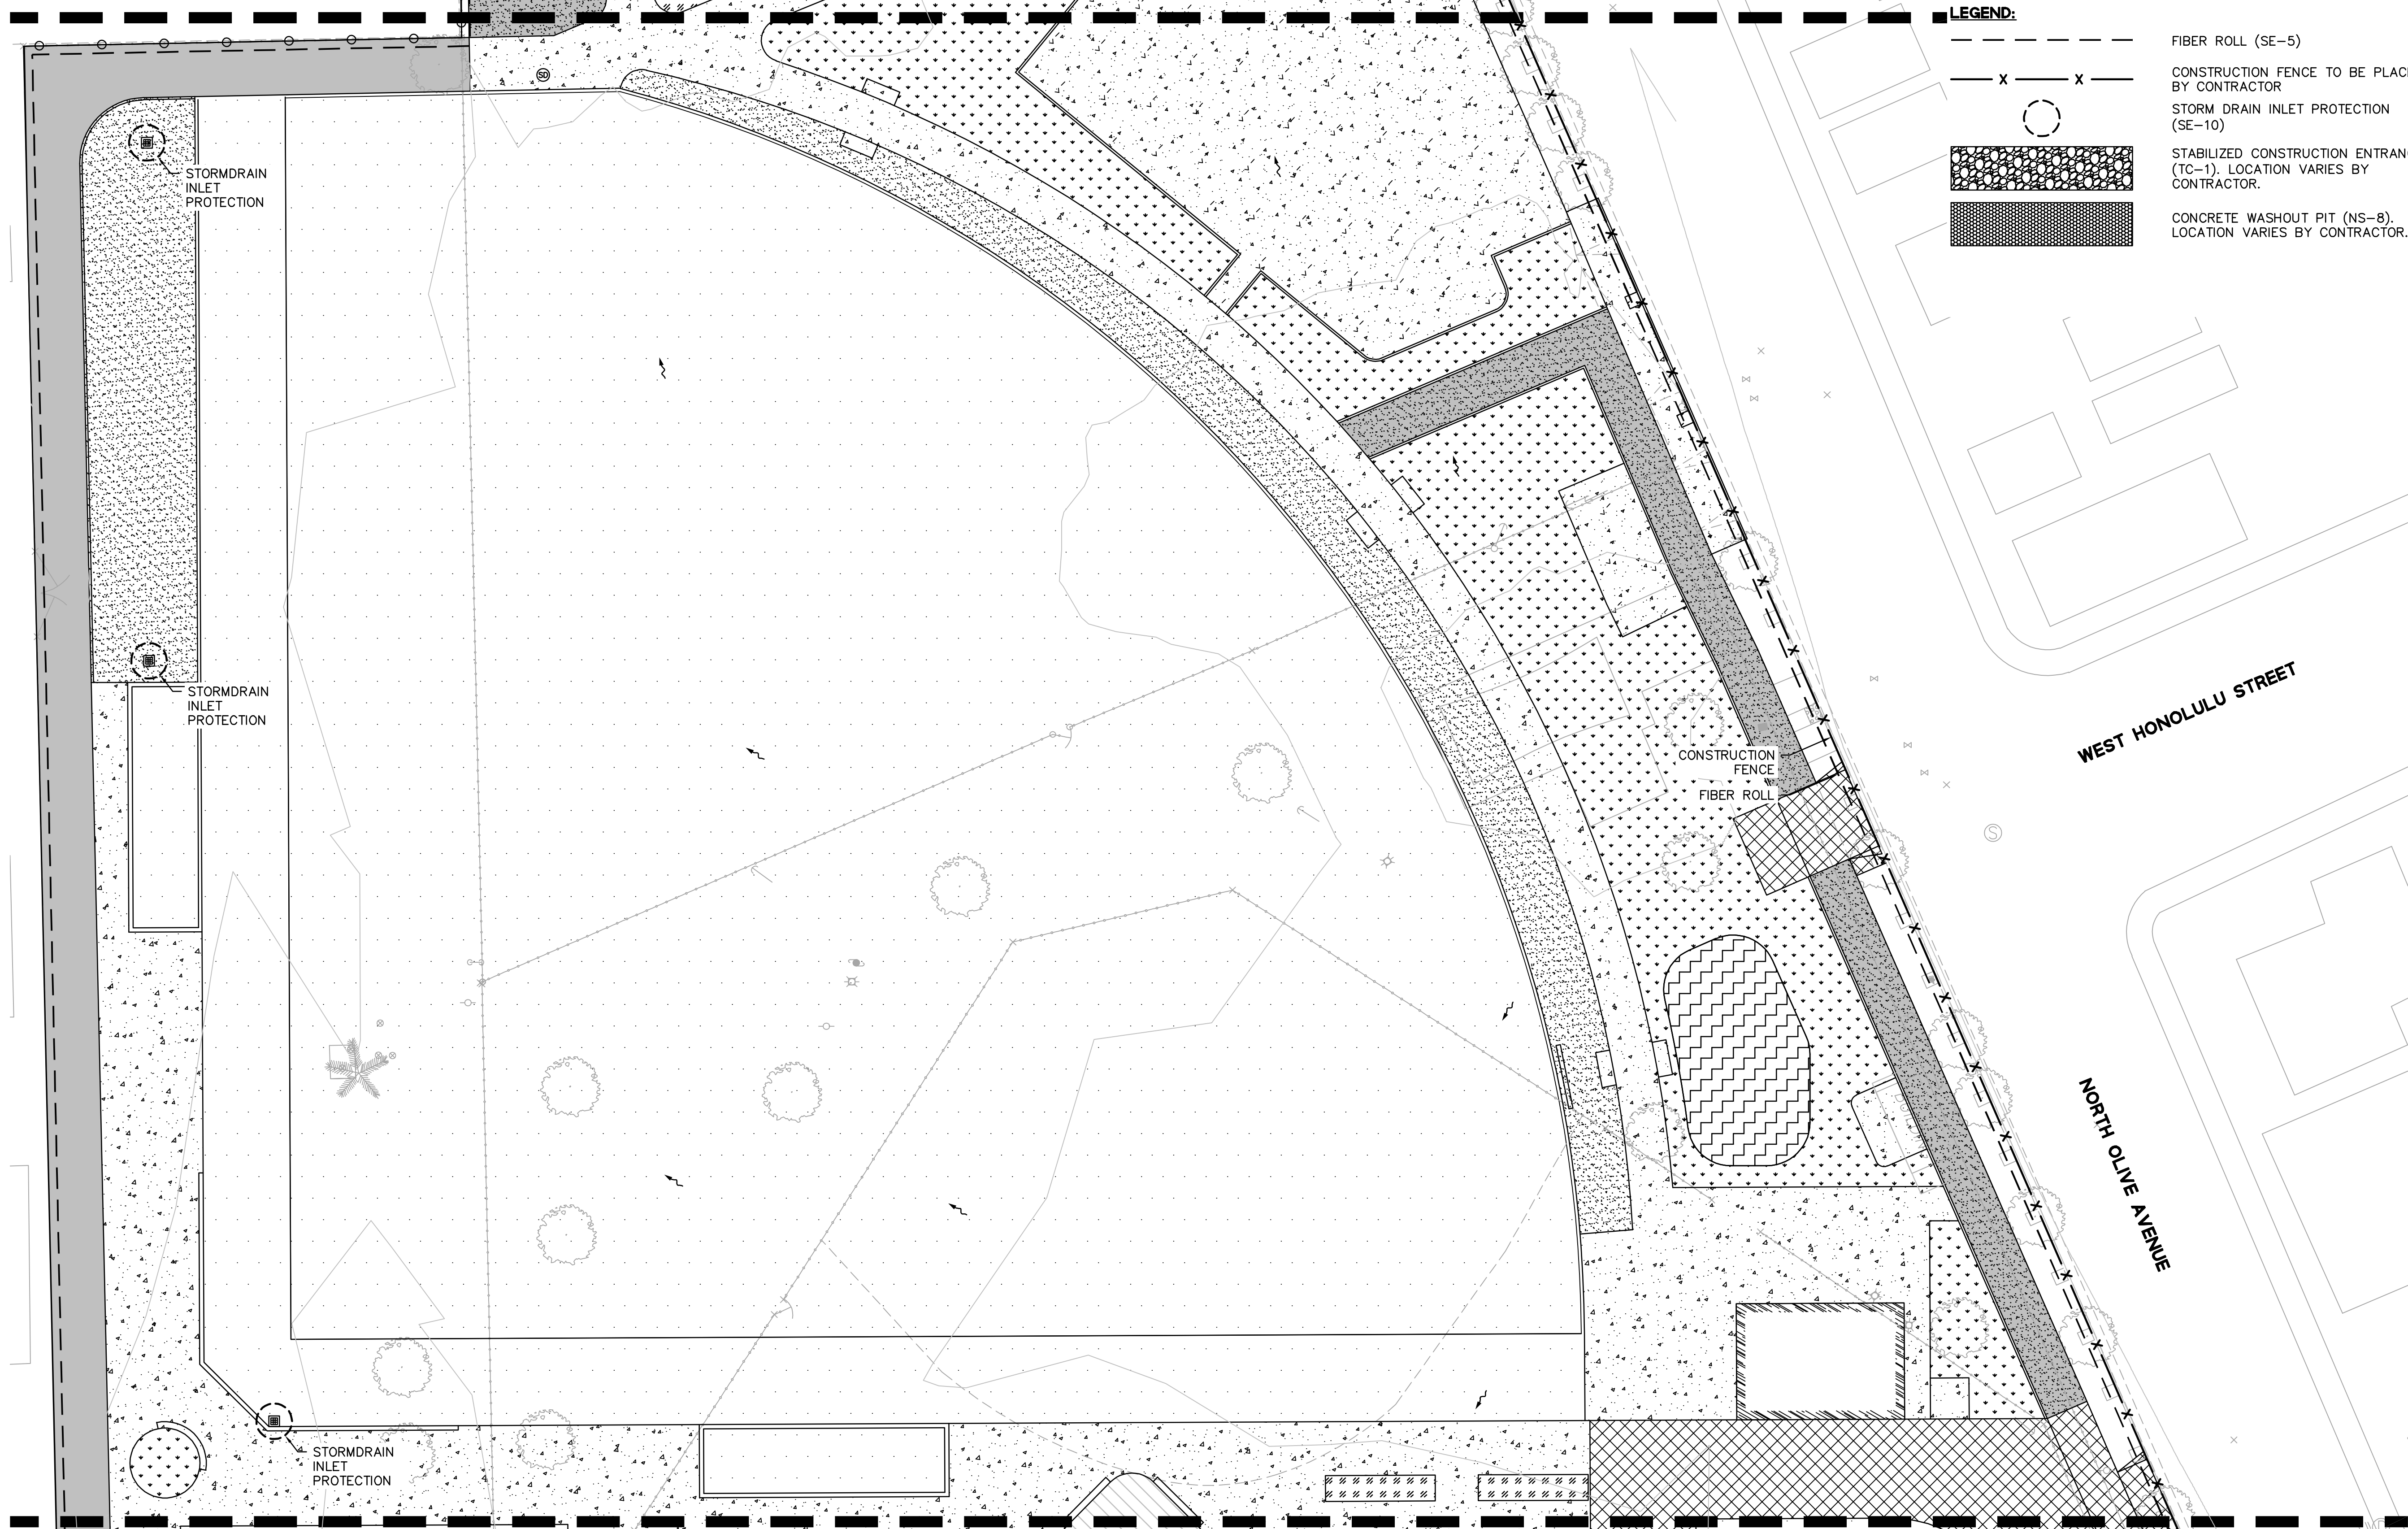 LEGEND:
FIBER ROLL (SE-5)
CONSTRUCTION FENCE TO BE PLAC
BY CONTRACTOR
STORM DRAIN INLET PROTECTION
(SE-10)
STABILIZED CONSTRUCTION ENTRAN
(TC-1). LOCATION VARIES BY
CONTRACTOR.
CONCRETE WASHOUT PIT (NS-8).
LOCATION VARIES BY CONTRACTOR.
SD
STORMDRAIN
INLET
PROTECTION
STORMDRAIN
INLET
PROTECTION
CONSTRUCTION
FENCE
FIBER ROLL
WEST HONOLULU STREET
S
NORTH OLIVE AVENUE
STORMDRAIN
INLET
PROTECTION